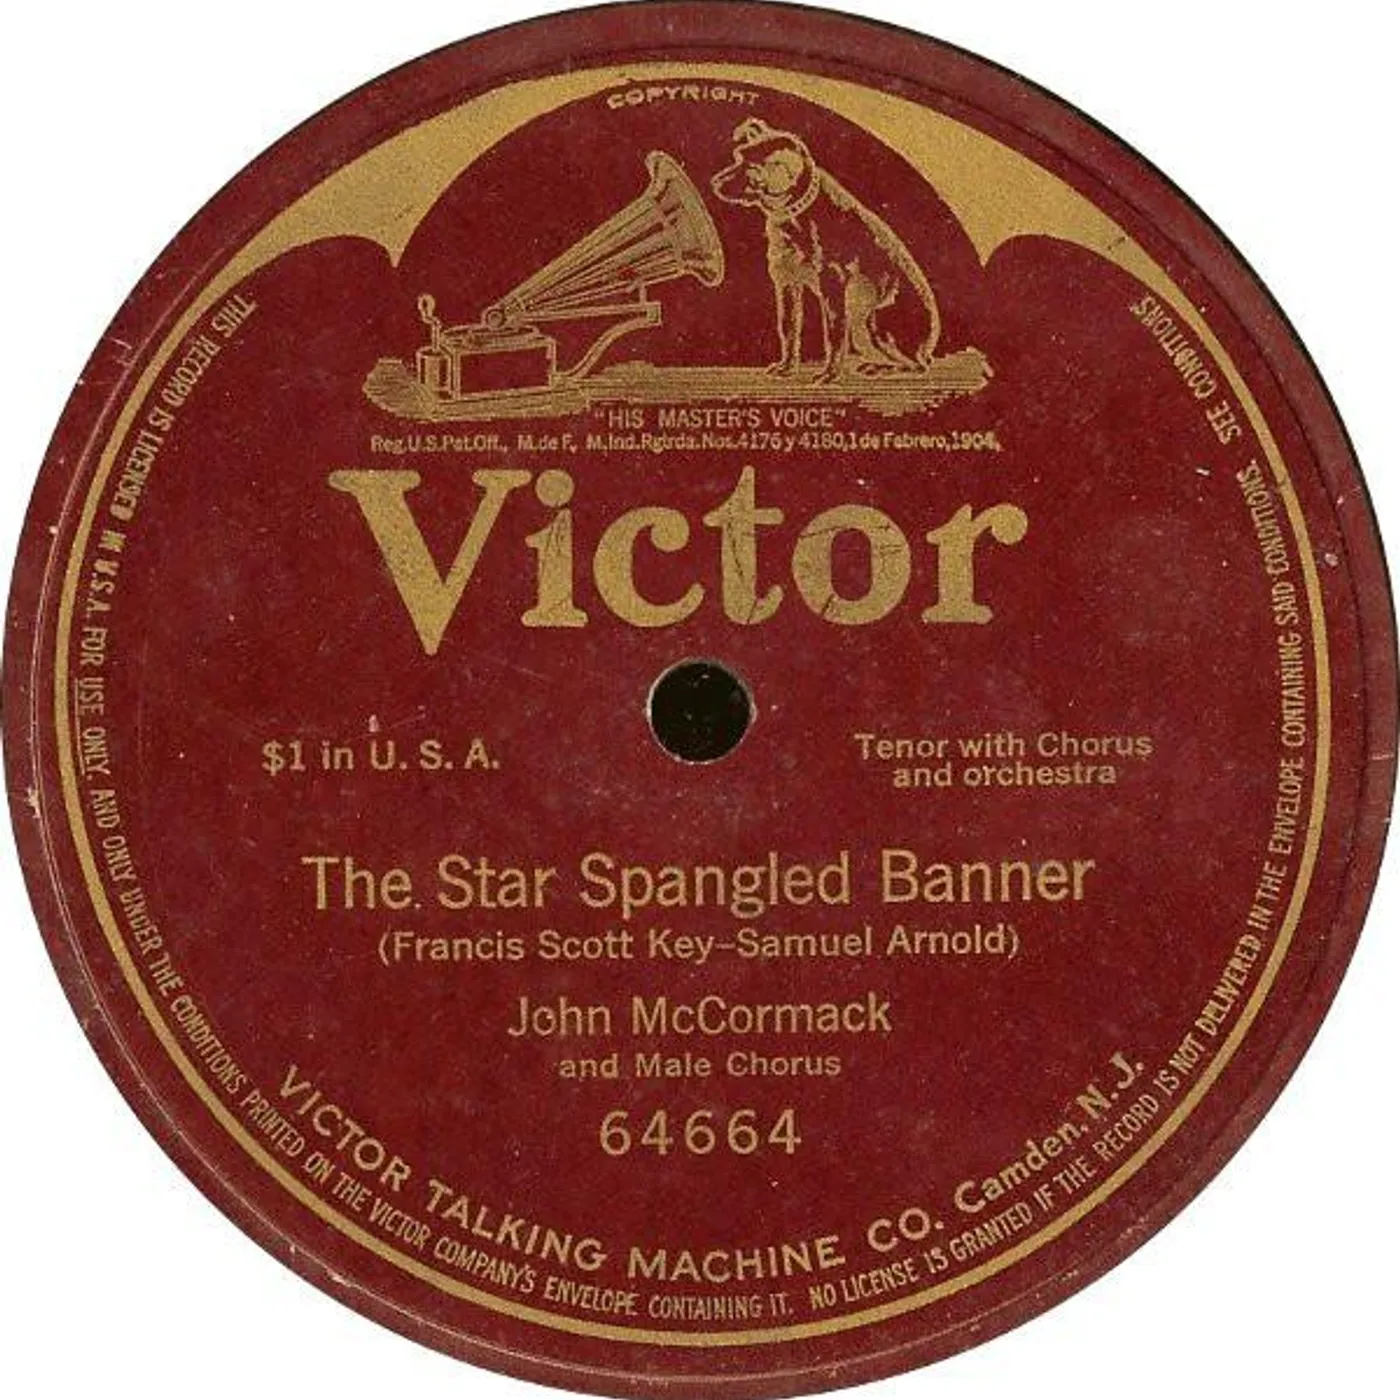 COPYRIGHT
"HIS MASTER'S VOICE"
Reg.U.S.Pat.Off., M.de F, M.Ind.Rgtrda.Nos.4176 y 4180,1 de Febrero,1904,
Victor
$1 in U. S. A.
Tenor with Chorus
and orchestra
The Star Spangled Banner
(Francis Scott Key–Samuel Arnold)
John McCormack
and Male Chorus
64664
VICTOR TALKING MACHINE CO. Camden. N. J.
THIS RECORD IS LICENSED IN U.S.A. FOR USE ONLY, AND ONLY UNDER THE CONDITIONS PRINTED ON THE VICTOR COMPANY'S ENVELOPE CONTAINING IT. NO LICENSE IS GRANTED IF THE RECORD IS NOT DELIVERED IN THE ENVELOPE CONTAINING SAID CONDITIONS. SEE CONDITIONS